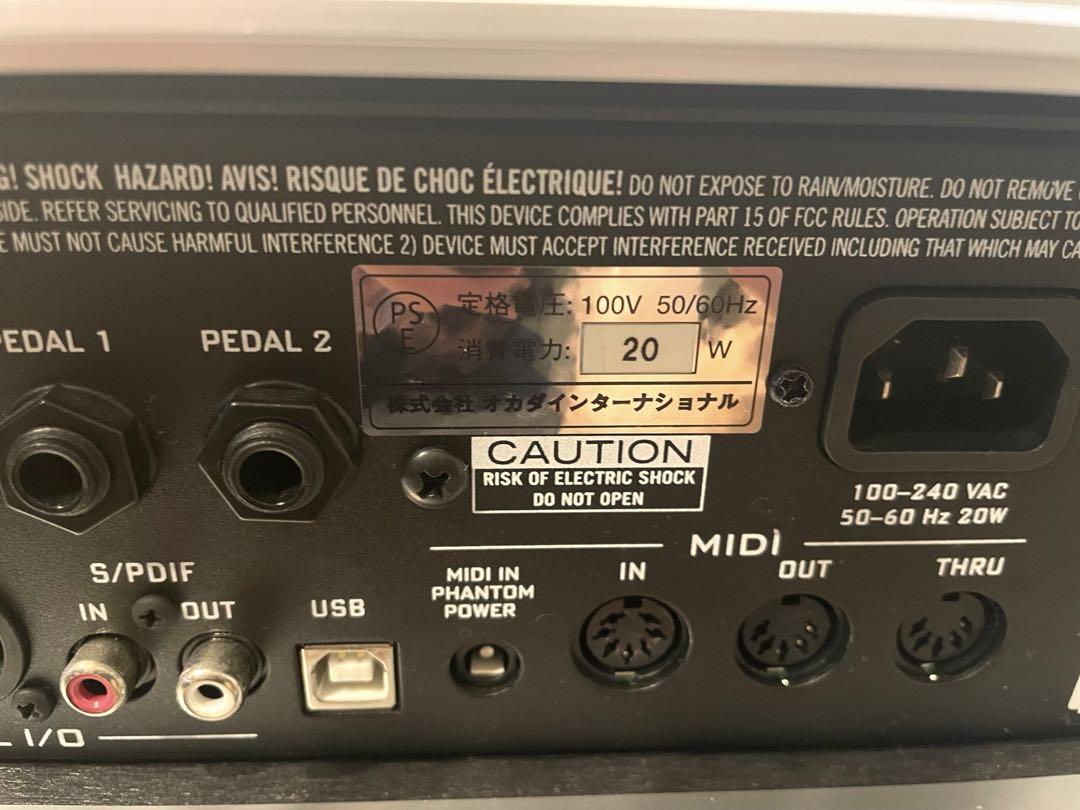 G! SHOCK HAZARD! AVIS! RISQUE DE CHOC ÉLECTRIQUE! DO NOT EXPOSE TO RAIN/MOISTURE. DO NOT REMOVE
SIDE. REFER SERVICING TO QUALIFIED PERSONNEL. THIS DEVICE COMPLIES WITH PART 15 OF FCC RULES. OPERATION SUBJECT TO
E MUST NOT CAUSE HARMFUL INTERFERENCE 2) DEVICE MUST ACCEPT INTERFERENCE RECEIVED INCLUDING THAT WHICH MAY CA
PS
E
定格電圧: 100V 50/60Hz
消費電力: 20 W
株式会社 オカダインターナショナル
PEDAL 1
PEDAL 2
CAUTION
RISK OF ELECTRIC SHOCK
DO NOT OPEN
100-240 VAC
50-60 Hz 20W
MIDI
S/PDIF
IN
OUT
USB
MIDI IN
PHANTOM
POWER
IN
OUT
THRU
L I/O